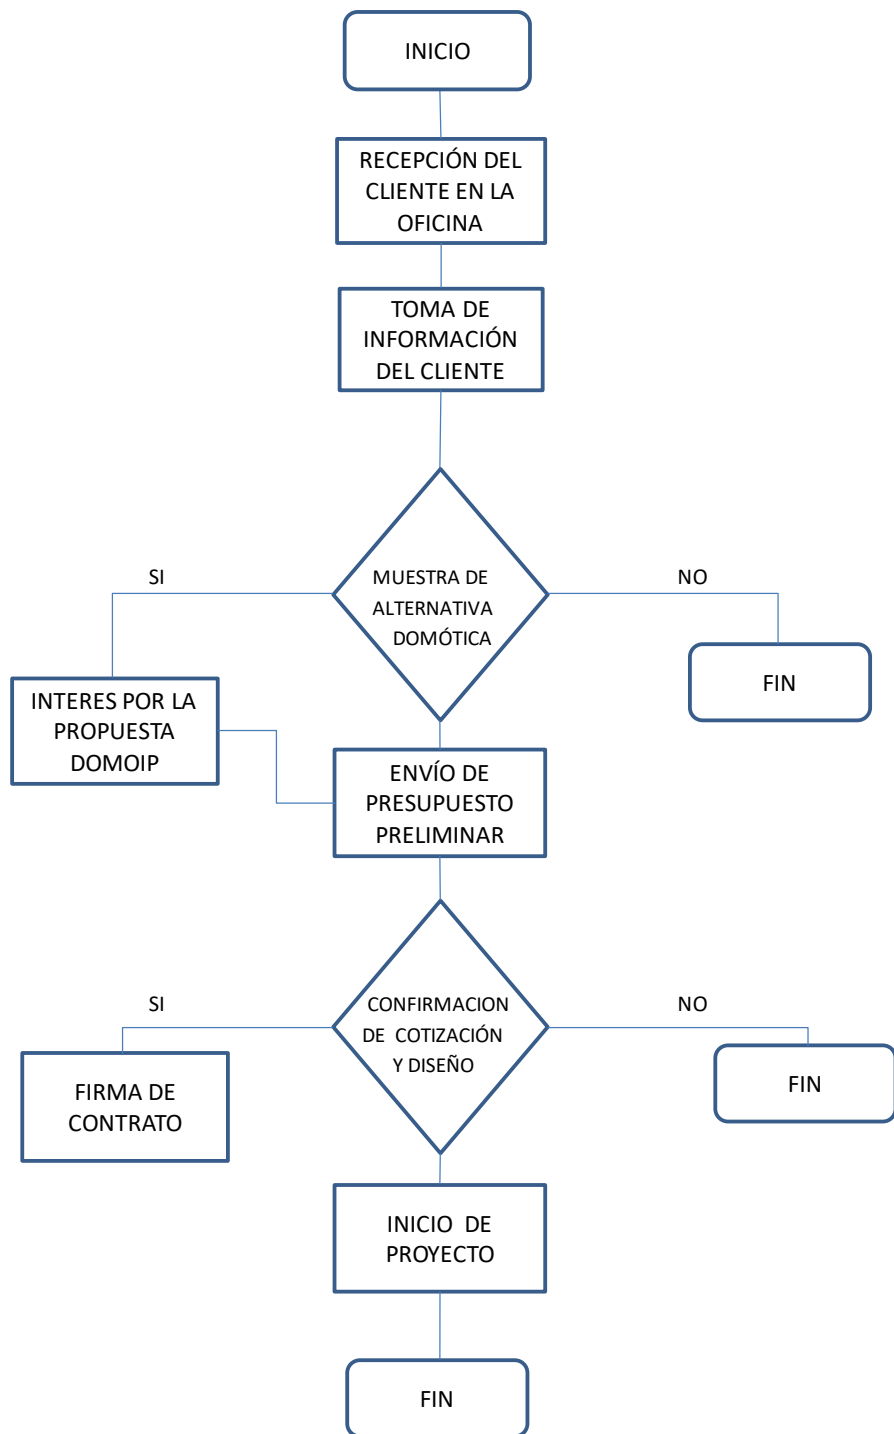 INICIO
RECEPCIÓN DEL
CLIENTE EN LA
OFICINA
TOMA DE
INFORMACIÓN
DEL CLIENTE
SI
MUESTRA DE
ALTERNATIVA
DOMÓTICA
NO
FIN
INTERES POR LA
PROPUESTA
DOMOIP
ENVÍO DE
PRESUPUESTO
PRELIMINAR
SI
CONFIRMACION
DE COTIZACIÓN
Y DISEÑO
NO
FIRMA DE
CONTRATO
FIN
INICIO DE
PROYECTO
FIN